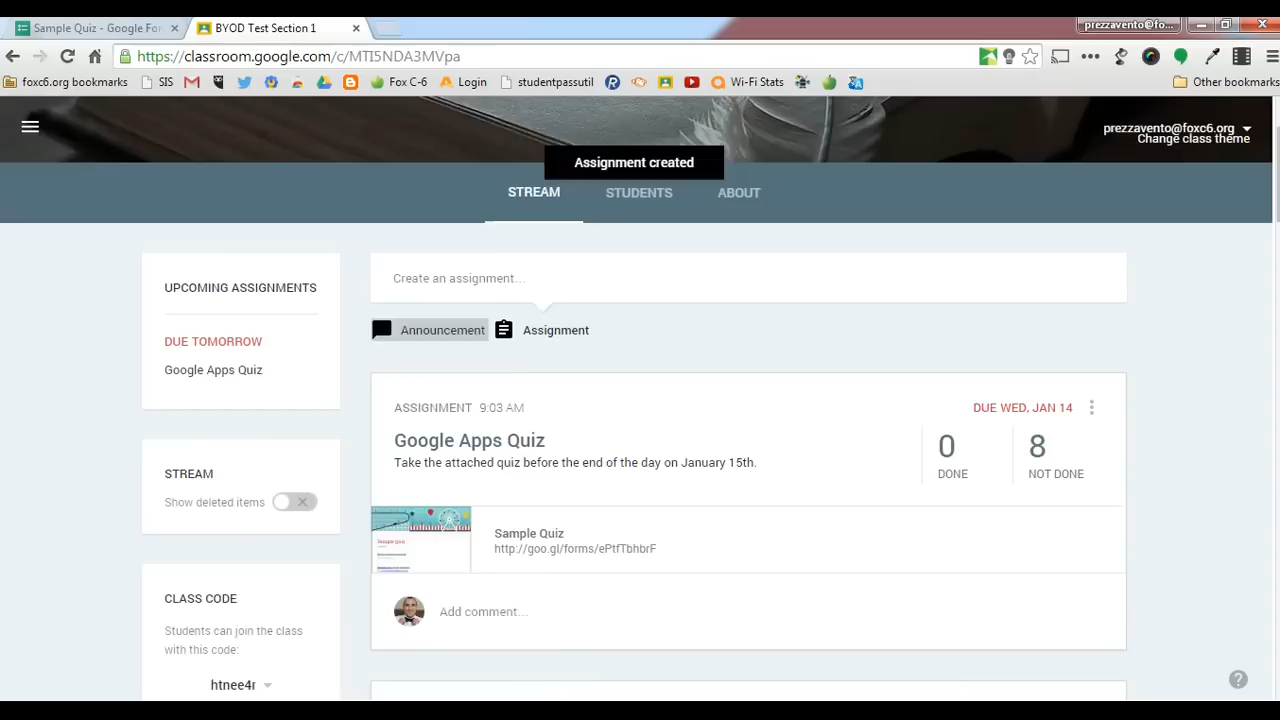 Sample Quiz - Google For
BYOD Test Section 1
prezzavento@fo...
https://classroom.google.com/c/MTI5NDA3MVpa
foxc6.org bookmarks
SIS
Fox C-6
Login
studentpassutil
Wi-Fi Stats
Other bookmarks
prezzavento@foxc6.org
Change class theme
Assignment created
STREAM
STUDENTS
ABOUT
UPCOMING ASSIGNMENTS
DUE TOMORROW
Google Apps Quiz
STREAM
Show deleted items
CLASS CODE
Students can join the class
with this code:
htnee4r
Create an assignment...
Announcement
Assignment
ASSIGNMENT 9:03 AM
DUE WED, JAN 14
Google Apps Quiz
Take the attached quiz before the end of the day on January 15th.
0
DONE
8
NOT DONE
Sample Quiz
http://goo.gl/forms/ePtfTbhbrF
Add comment...